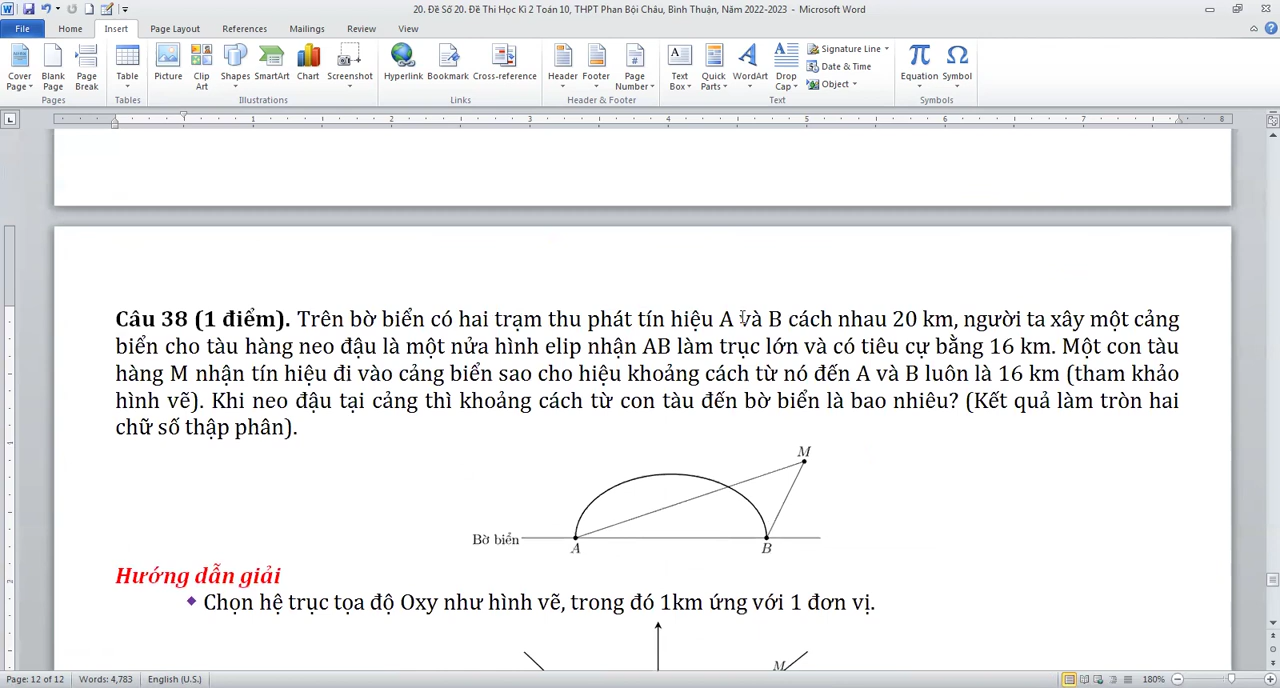 20. Đề Số 20. Đề Thi Học Kì 2 Toán 10, THPT Phan Bội Châu, Bình Thuận, Năm 2022-2023 - Microsoft Word
File Home Insert Page Layout References Mailings Review View
Cover Page Blank Page Page Break Table Picture Clip Art Shapes SmartArt Chart Screenshot Hyperlink Bookmark Cross-reference Header Footer Page Number Text Box Quick Parts WordArt Drop Cap Signature Line Date & Time Object Equation Symbol
Pages Tables Illustrations Links Header & Footer Text Symbols
1 2 3 4 5 6 7 8
Câu 38 (1 điểm). Trên bờ biển có hai trạm thu phát tín hiệu A và B cách nhau 20 km, người ta xây một cảng
biển cho tàu hàng neo đậu là một nửa hình elip nhận AB làm trục lớn và có tiêu cự bằng 16 km. Một con tàu
hàng M nhận tín hiệu đi vào cảng biển sao cho hiệu khoảng cách từ nó đến A và B luôn là 16 km (tham khảo
hình vẽ). Khi neo đậu tại cảng thì khoảng cách từ con tàu đến bờ biển là bao nhiêu? (Kết quả làm tròn hai
chữ số thập phân).
M
Bờ biển
A B
Hướng dẫn giải
Chọn hệ trục tọa độ Oxy như hình vẽ, trong đó 1km ứng với 1 đơn vị.
M
Page: 12 of 12 Words: 4,783 English (U.S.) 180%